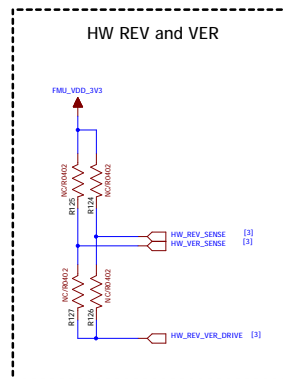 HW REV and VER
FMU_VDD_3V3
NC/R0402
R125
NC/R0402
R124
HW_REV_SENSE [3]
HW_VER_SENSE [3]
NC/R0402
R127
NC/R0402
R126
HW_REV_VER_DRIVE [3]